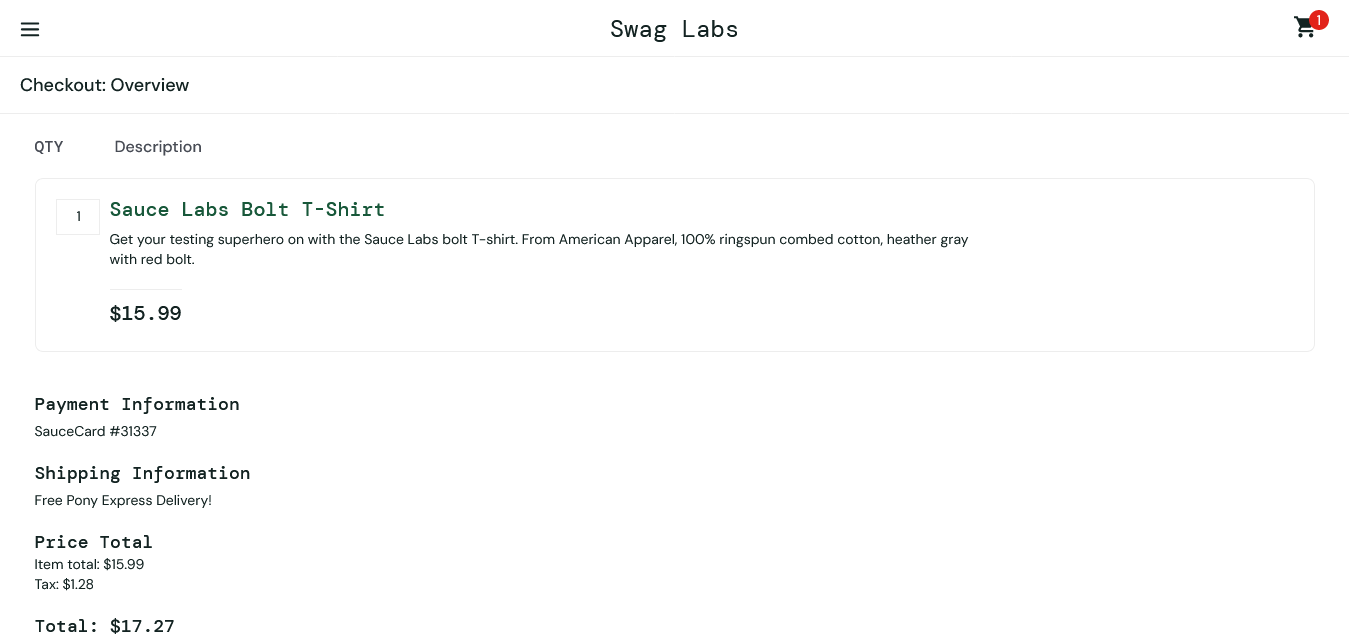 Swag Labs
1
Checkout: Overview
QTY Description
1
Sauce Labs Bolt T-Shirt
Get your testing superhero on with the Sauce Labs bolt T-shirt. From American Apparel, 100% ringspun combed cotton, heather gray
with red bolt.
$15.99
Payment Information
SauceCard #31337
Shipping Information
Free Pony Express Delivery!
Price Total
Item total: $15.99
Tax: $1.28
Total: $17.27